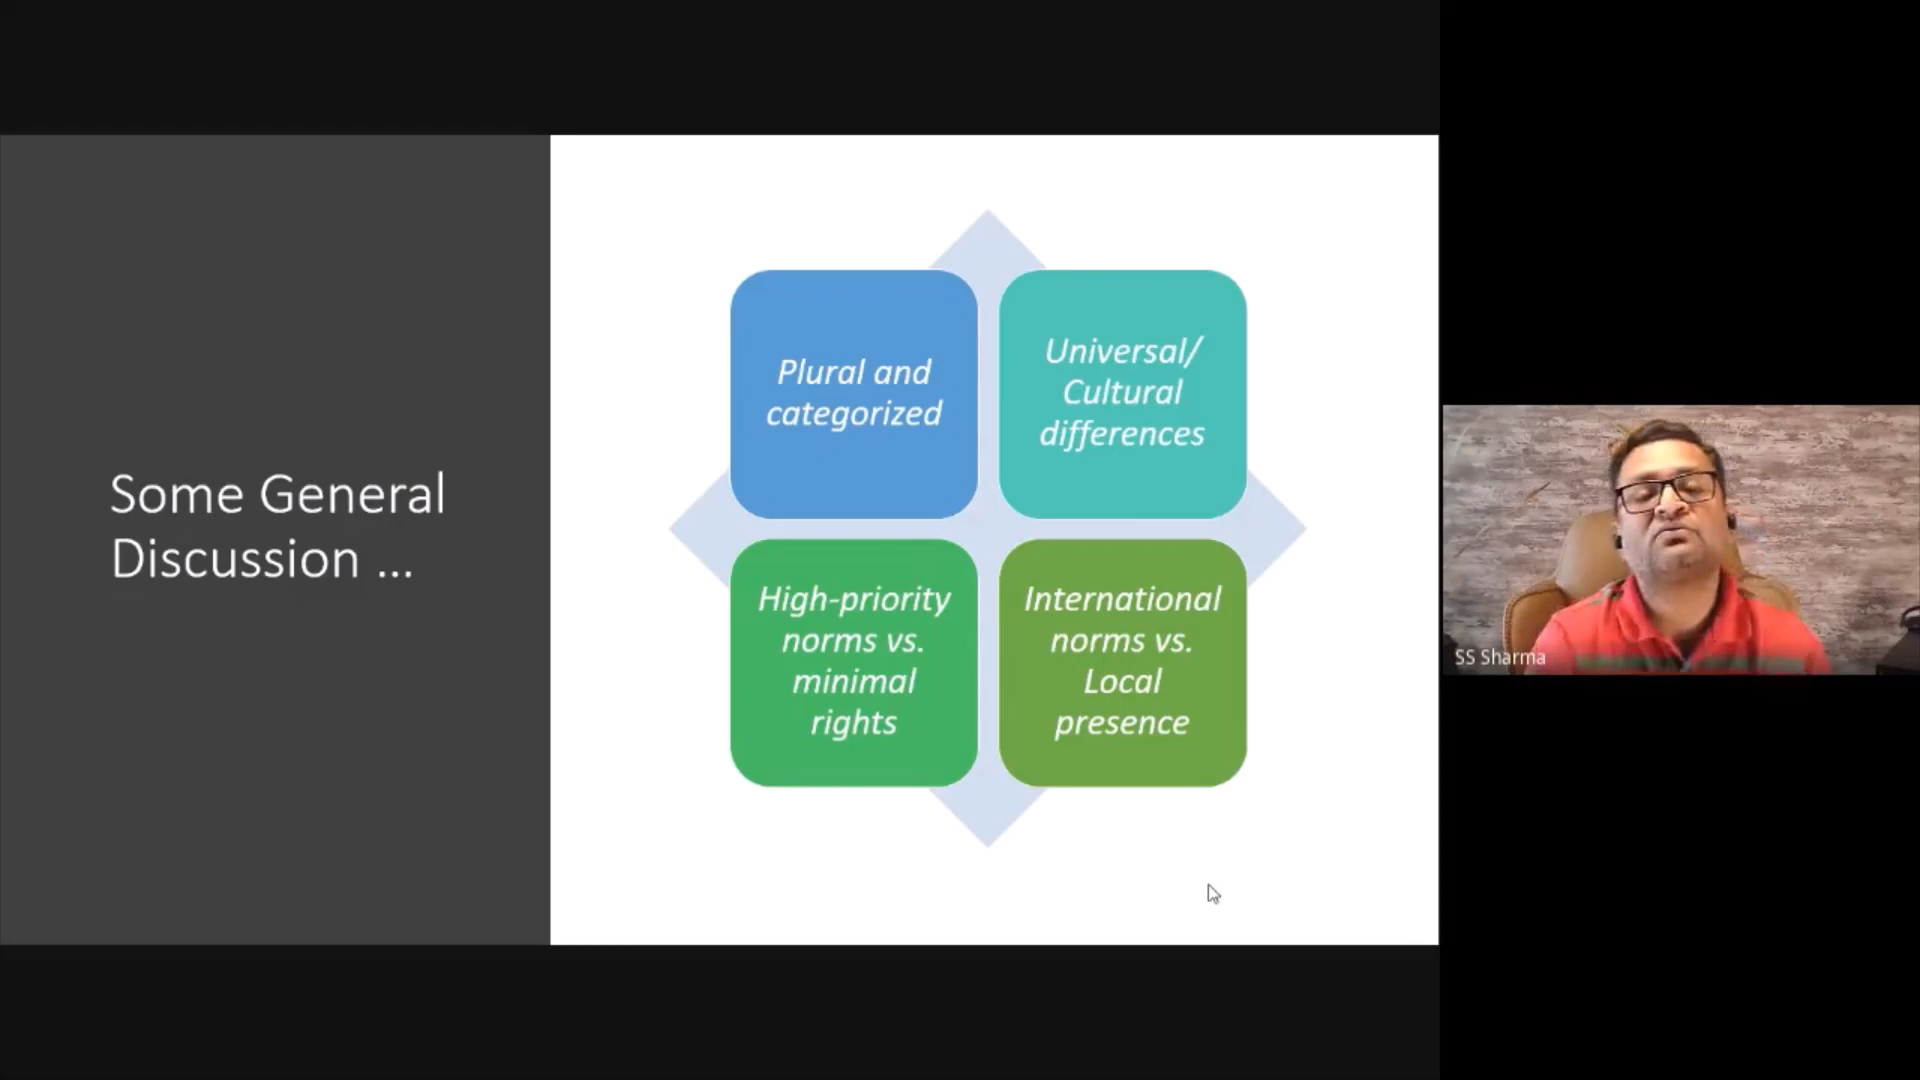 Some General
Discussion ...
Plural and
categorized
Universal/
Cultural
differences
High-priority
norms vs.
minimal
rights
International
norms vs.
Local
presence
SS Sharma